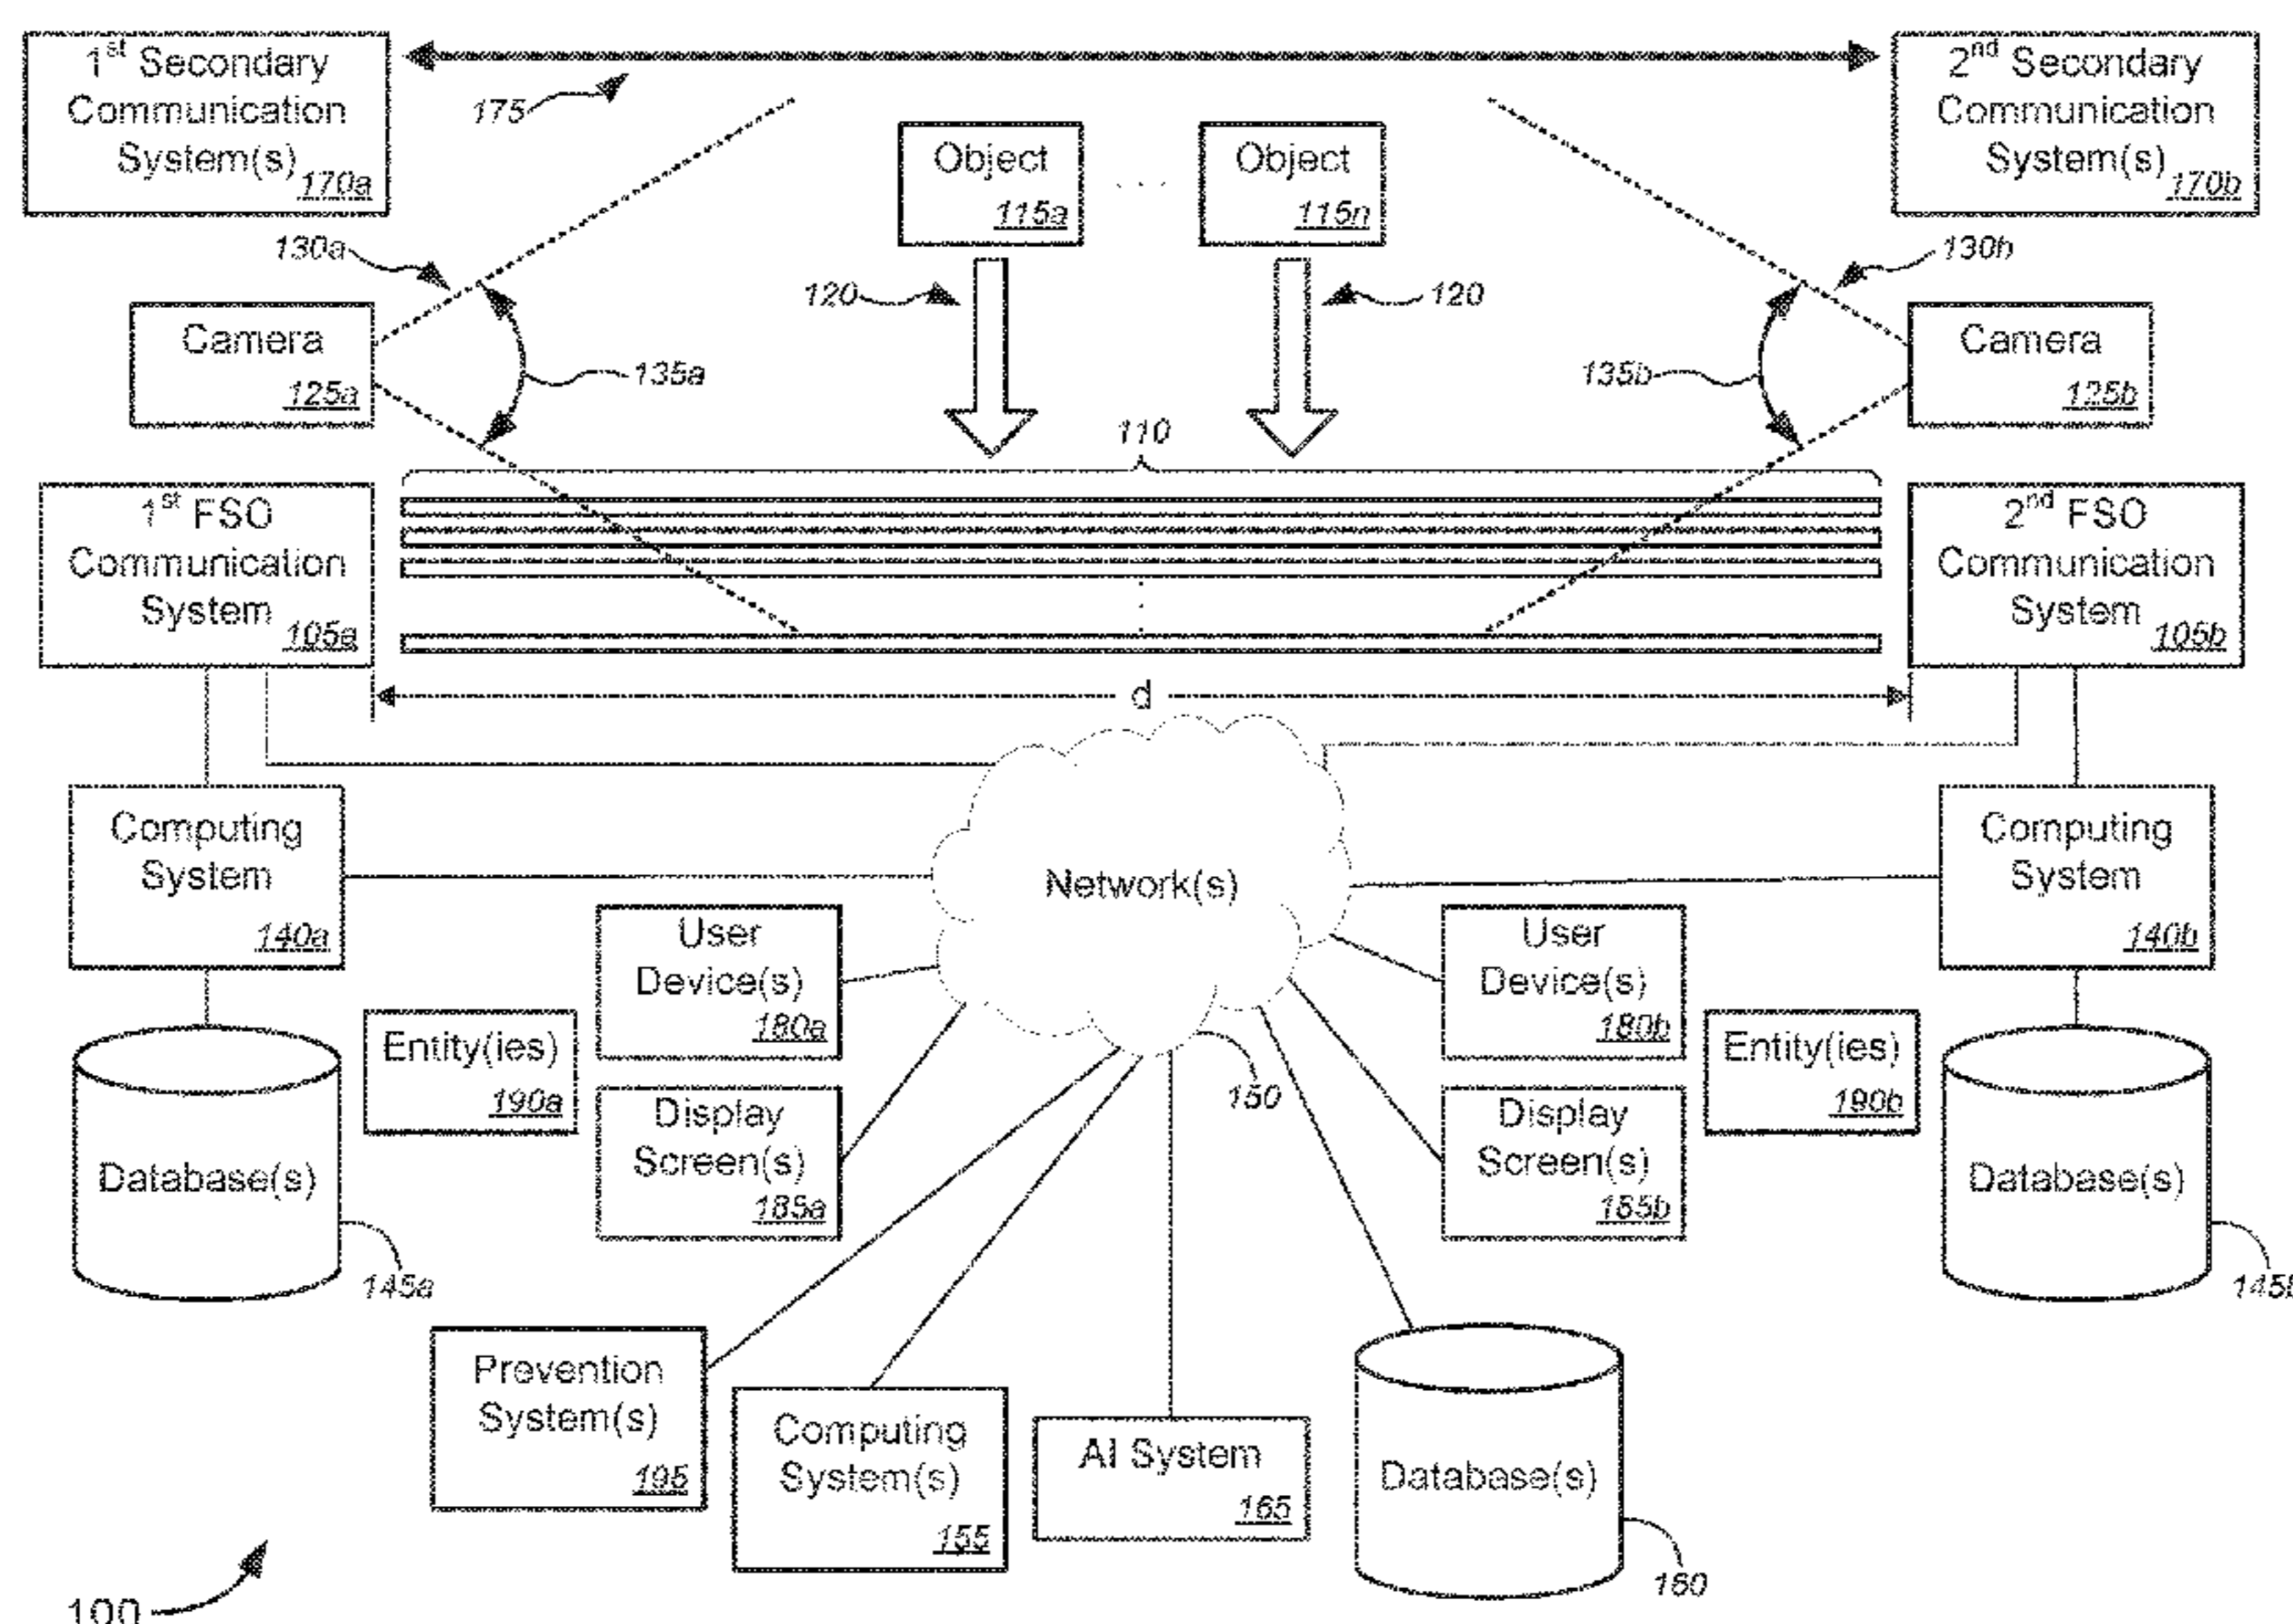 1st Secondary
Communication
System(s)
170a
175
2nd Secondary
Communication
System(s)
170b
Object
115a
. . .
Object
115n
130a
130b
120
120
Camera
125a
135a
135b
Camera
125b
110
1st FSO
Communication
System
105a
2nd FSO
Communication
System
105b
d
Computing
System
140a
Network(s)
150
Computing
System
140b
User
Device(s)
180a
User
Device(s)
180b
Entity(ies)
190a
Entity(ies)
190b
Display
Screen(s)
185a
Display
Screen(s)
185b
Database(s)
145a
Database(s)
145b
Prevention
System(s)
195
Computing
System(s)
155
AI System
165
Database(s)
160
100